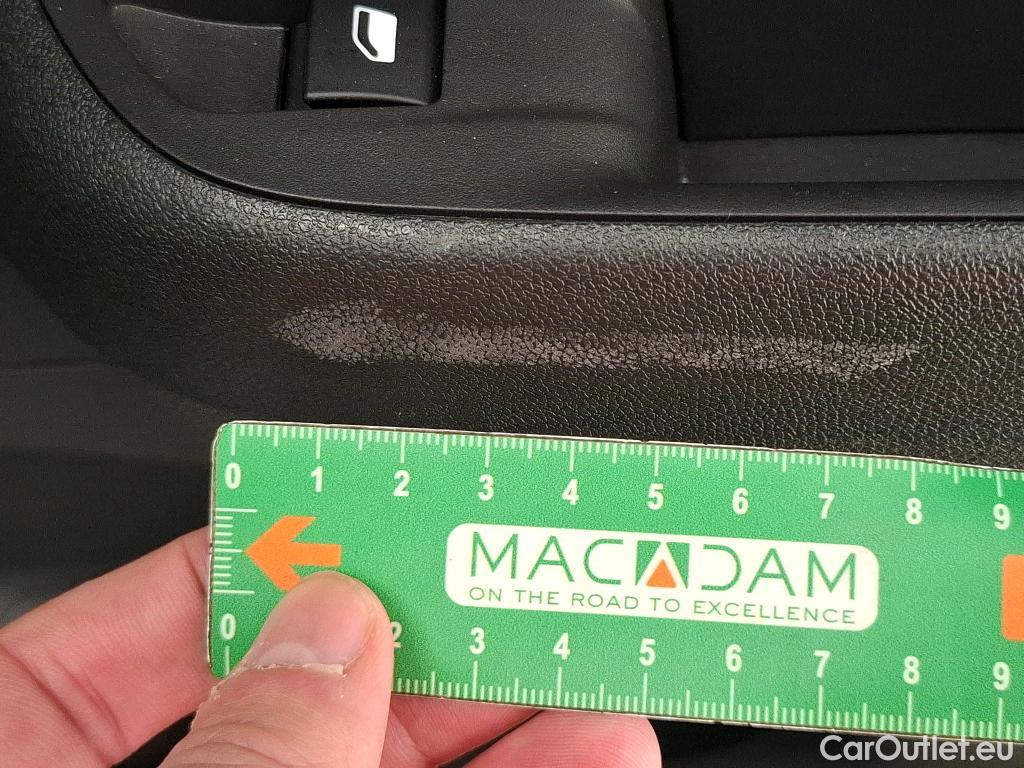 0 1 2 3 4 5 6 7 8 9
MACADAM
ON THE ROAD TO EXCELLENCE
0 2 3 4 5 6 7 8 9
CarOutlet.eu